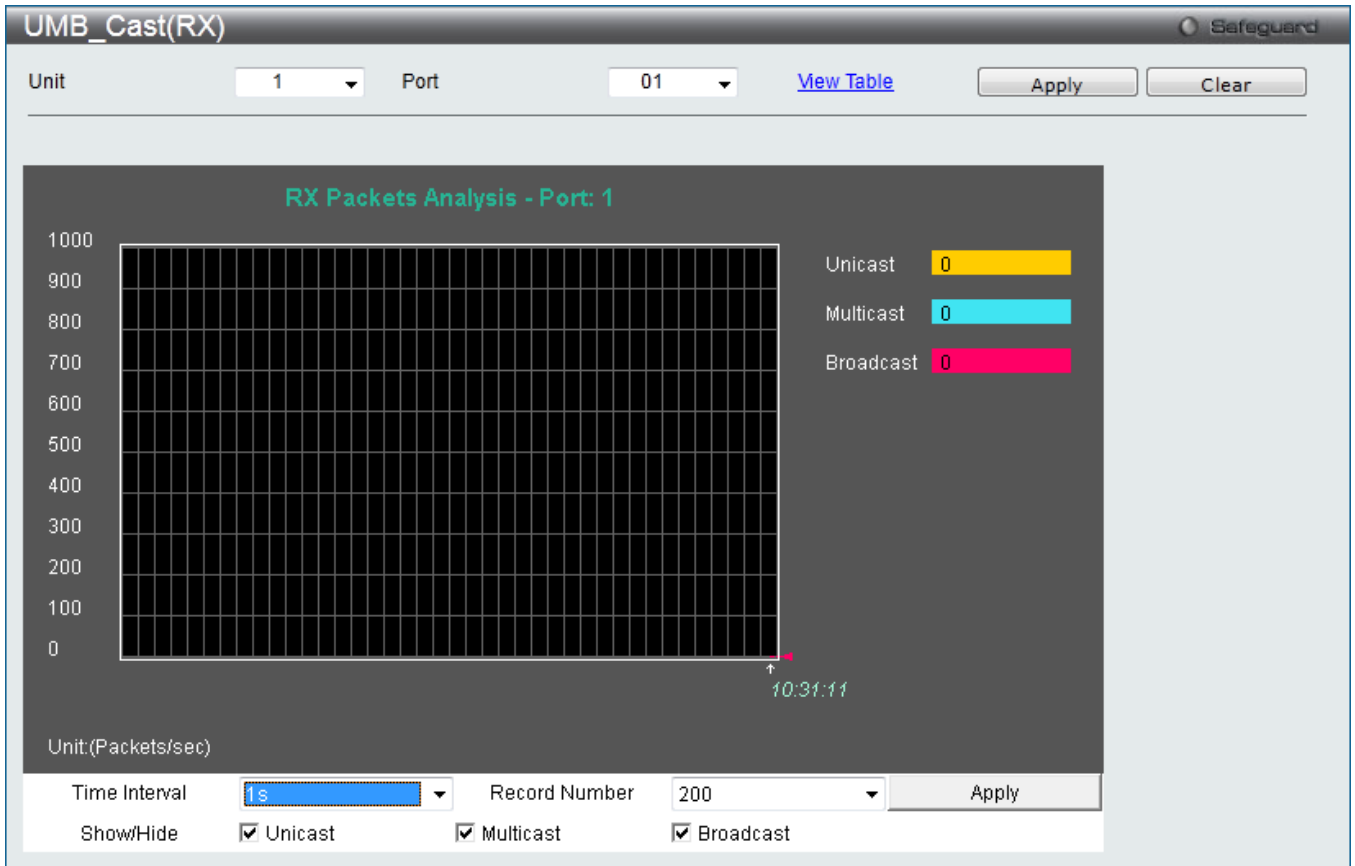 UMB_Cast(RX)
Safeguard
Unit 1 Port 01 View Table Apply Clear
RX Packets Analysis - Port: 1
1000
900
800
700
600
500
400
300
200
100
0
Unicast 0
Multicast 0
Broadcast 0
10:31:11
Unit:(Packets/sec)
Time Interval 1s Record Number 200 Apply
Show/Hide Unicast Multicast Broadcast